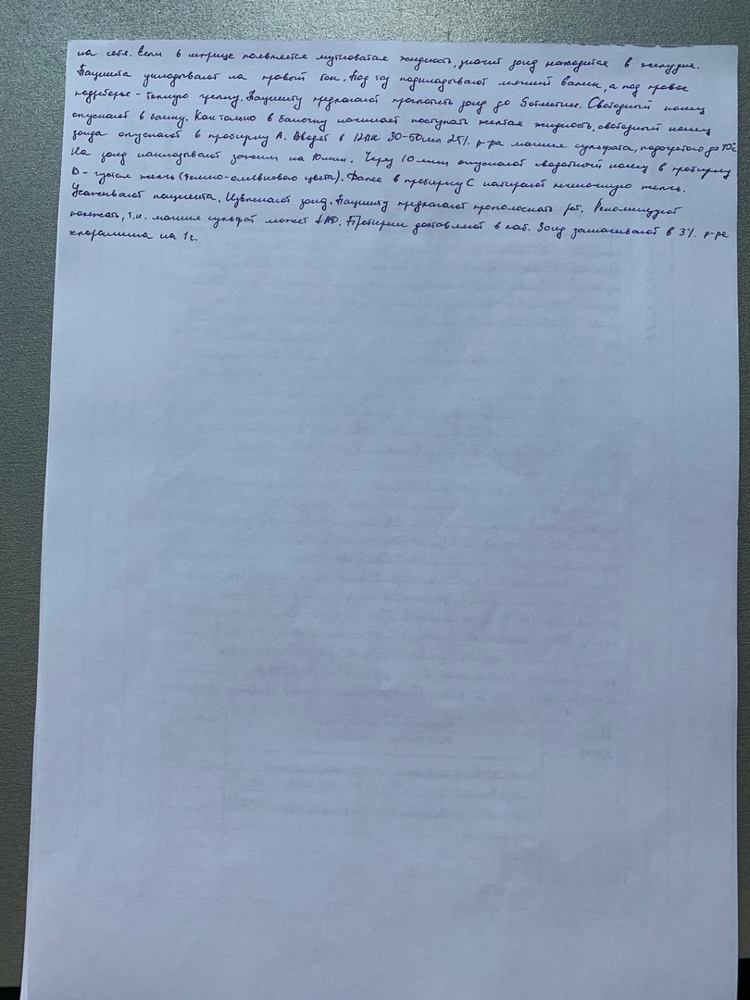 на себя. Если в шприце появляется мутноватая жидкость, значит зонд находится в желудке.
Пациента укладывают на правый бок. Под таз подкладывают мягкий валик, а под правое
подреберье - теплую грелку. Пациенту предлагают проглотить зонд до 9 отметки. Свободный конец
опускают в банку. Как только в баночку начинает поступать желтая жидкость, свободный конец
зонда опускают в пробирку А. Вводят в 12ПК 30-50мл 25% р-ра магния сульфата, подогретого до 40°С
На зонд накладывают зажим на 10мин. Через 10 мин опускают свободный конец в пробирку
В - густая желчь (темно-оливкового цвета). Далее в пробирку С набирают печеночную желчь.
Усаживают пациента. Извлекают зонд. Пациенту предлагают прополоскать рот. Рекомендуют
полежать, т.к. магния сульфат может ↓АД. Пробирки доставляют в лаб. Зонд замачивают в 3% р-ре
хлорамина на 1ч.